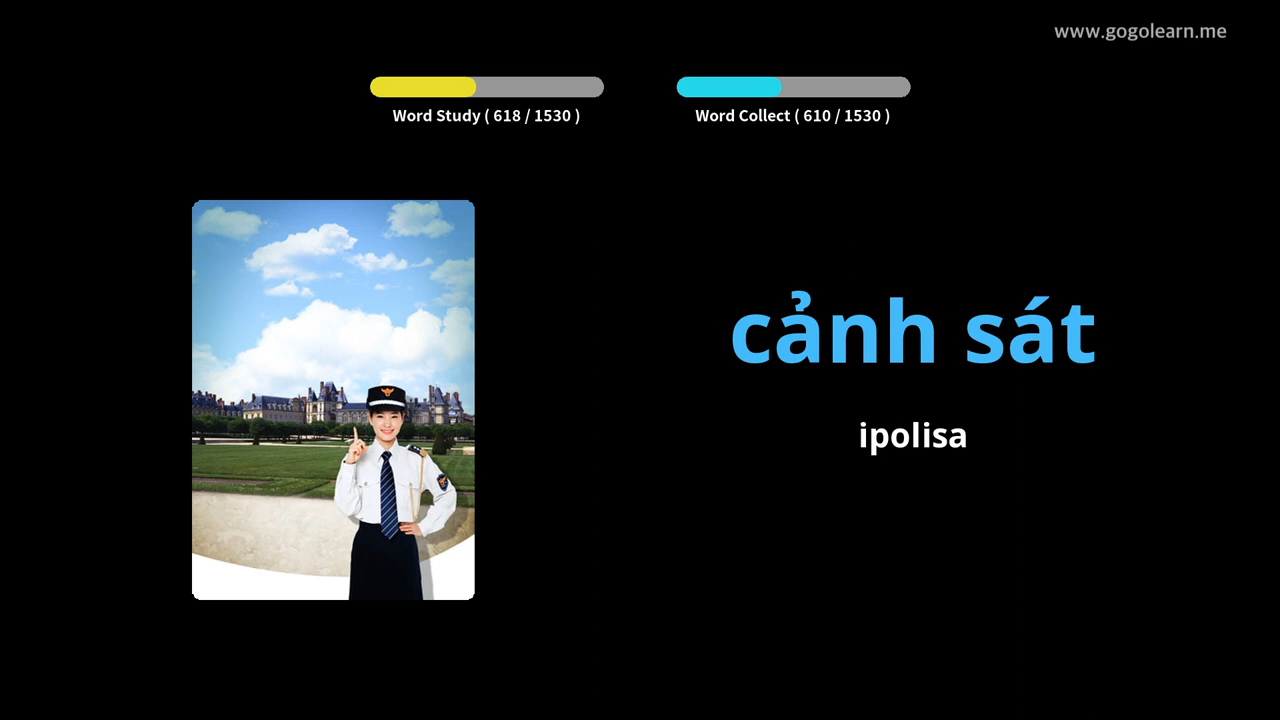 www.gogolearn.me
Word Study ( 618 / 1530 )
Word Collect ( 610 / 1530 )
cảnh sát
ipolisa